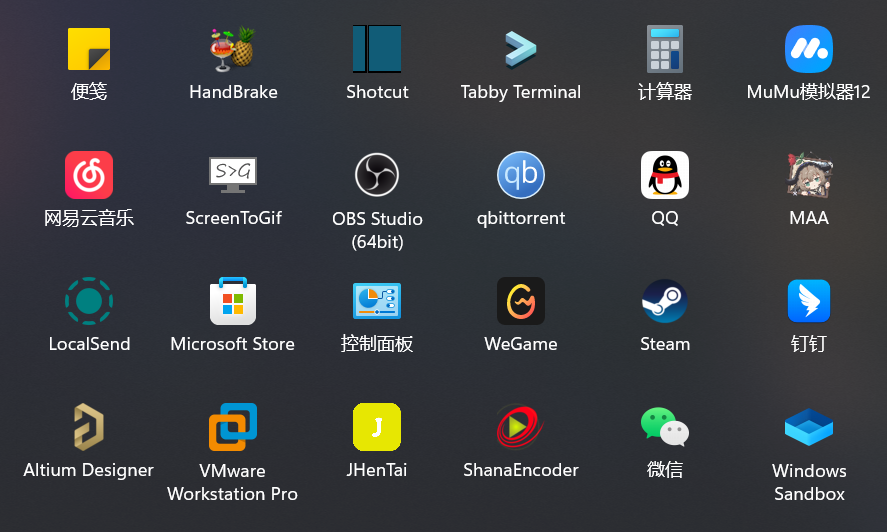 便笺
HandBrake
Shotcut
Tabby Terminal
计算器
MuMu模拟器12
网易云音乐
S>G
ScreenToGif
OBS Studio
(64bit)
qb
qbittorrent
QQ
MAA
LocalSend
Microsoft Store
控制面板
WeGame
Steam
钉钉
Altium Designer
VMware
Workstation Pro
J
JHenTai
ShanaEncoder
微信
Windows
Sandbox